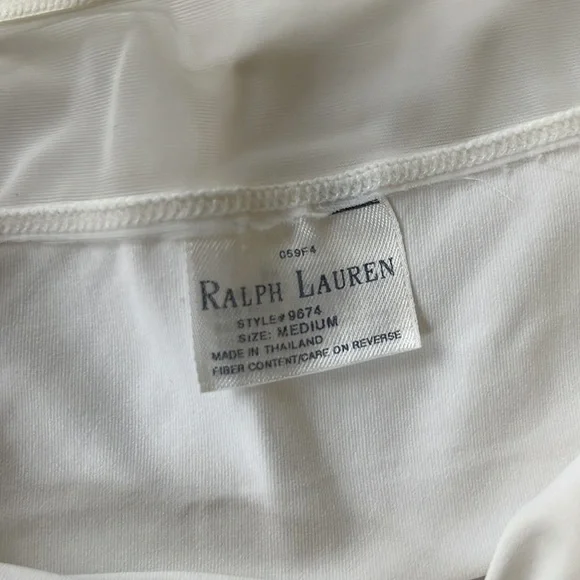 059F4
RALPH LAUREN
STYLE#9674
SIZE: MEDIUM
MADE IN THAILAND
FIBER CONTENT/CARE ON REVERSE